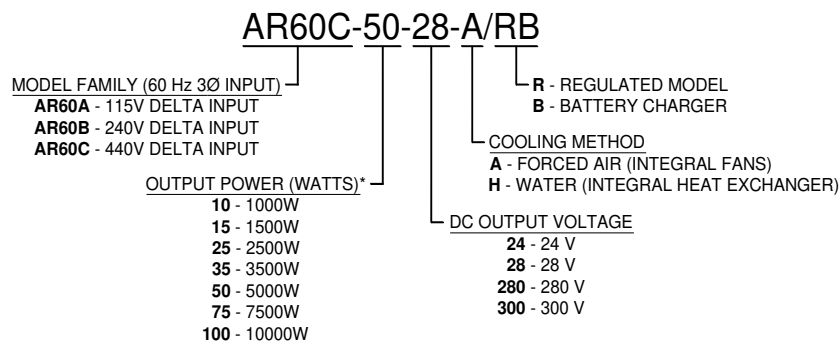 AR60C-50-28-A/RB
MODEL FAMILY (60 Hz 3Ø INPUT)
AR60A - 115V DELTA INPUT
AR60B - 240V DELTA INPUT
AR60C - 440V DELTA INPUT
OUTPUT POWER (WATTS)*
10 - 1000W
15 - 1500W
25 - 2500W
35 - 3500W
50 - 5000W
75 - 7500W
100 - 10000W
R - REGULATED MODEL
B - BATTERY CHARGER
COOLING METHOD
A - FORCED AIR (INTEGRAL FANS)
H - WATER (INTEGRAL HEAT EXCHANGER)
DC OUTPUT VOLTAGE
24 - 24 V
28 - 28 V
280 - 280 V
300 - 300 V